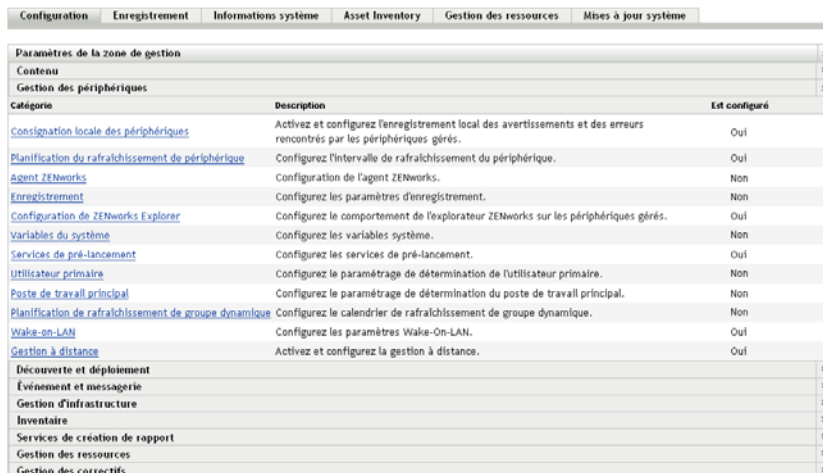 Configuration Enregistrement Informations système Asset Inventory Gestion des ressources Mises à jour système
Paramètres de la zone de gestion
Contenu
Gestion des périphériques
Catégorie Description Est configuré
Consignation locale des périphériques Activez et configurez l'enregistrement local des avertissements et des erreurs rencontrés par les périphériques gérés. Oui
Planification du rafraîchissement de périphérique Configurez l'intervalle de rafraîchissement du périphérique. Oui
Agent ZENworks Configuration de l'agent ZENworks. Non
Enregistrement Configurez les paramètres d'enregistrement. Non
Configuration de ZENworks Explorer Configurez le comportement de l'explorateur ZENworks sur les périphériques gérés. Oui
Variables du système Configurez les variables système. Non
Services de pré-lancement Configurez les services de pré-lancement. Oui
Utilisateur primaire Configurez le paramétrage de détermination de l'utilisateur primaire. Non
Poste de travail principal Configurez le paramétrage de détermination du poste de travail principal. Non
Planification de rafraîchissement de groupe dynamique Configurez le calendrier de rafraîchissement de groupe dynamique. Non
Wake-on-LAN Configurez les paramètres Wake-On-LAN. Oui
Gestion à distance Activez et configurez la gestion à distance. Oui
Découverte et déploiement
Événement et messagerie
Gestion d'infrastructure
Inventaire
Services de création de rapport
Gestion des ressources
Gestion des correctifs